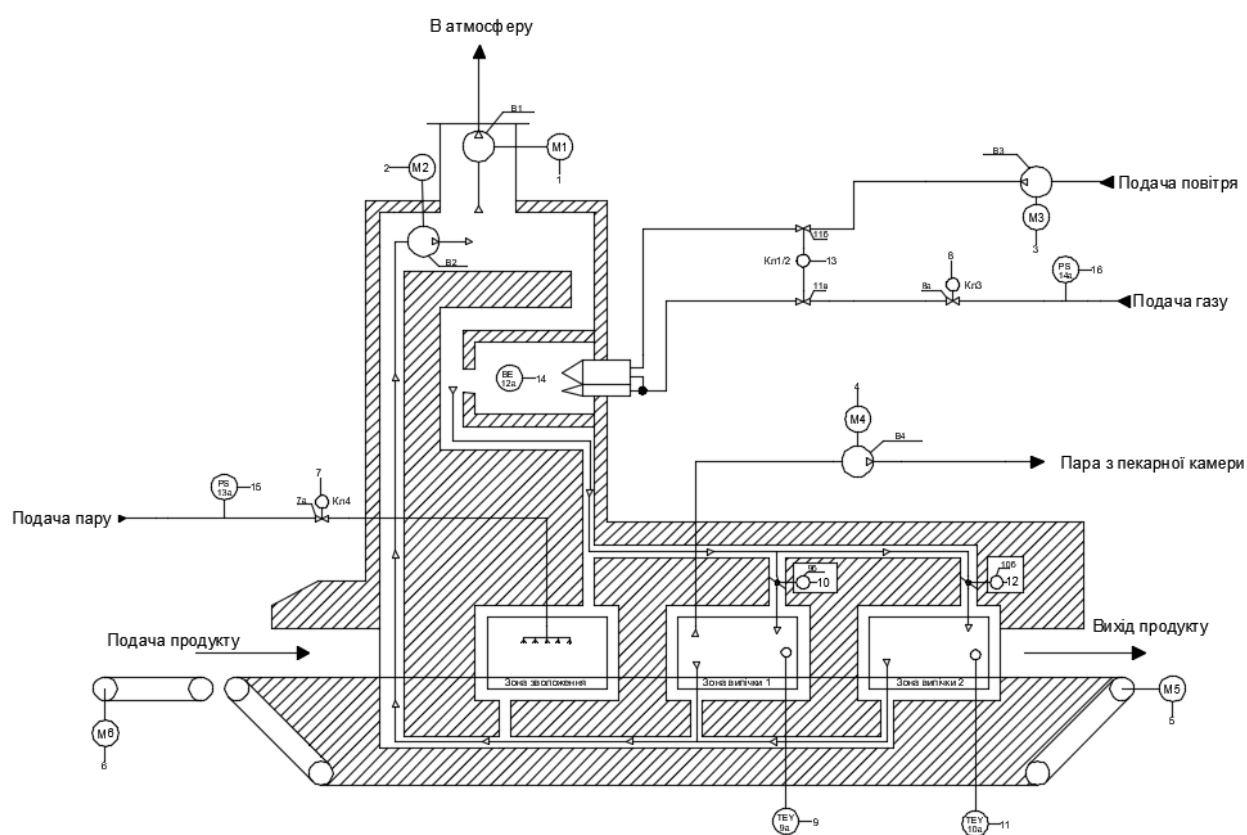 В атмосферу
В1
М1
1
2
М2
В2
В3
Подача повітря
М3
3
11б
Кл1/2
13
8
Кл3
8а
PS
14а
16
11в
Подача газу
BE
12а
14
4
М4
В4
Пара з пекарної камери
PS
13а
15
7
7а
Кл4
Подача пару
9б
10
10б
12
Подача продукту
Вихід продукту
Зона зволоження
Зона випічки 1
Зона випічки 2
М5
5
М6
6
TEY
9а
9
TEY
10а
11